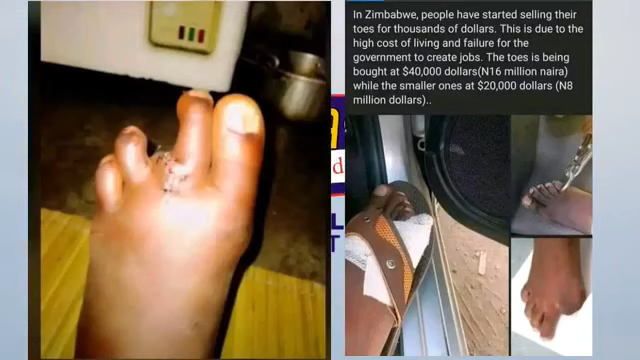 In Zimbabwe, people have started selling their
toes for thousands of dollars. This is due to the
high cost of living and failure for the
government to create jobs. The toes is being
bought at $40,000 dollars(N16 million naira)
while the smaller ones at $20,000 dollars (N8
million dollars)..